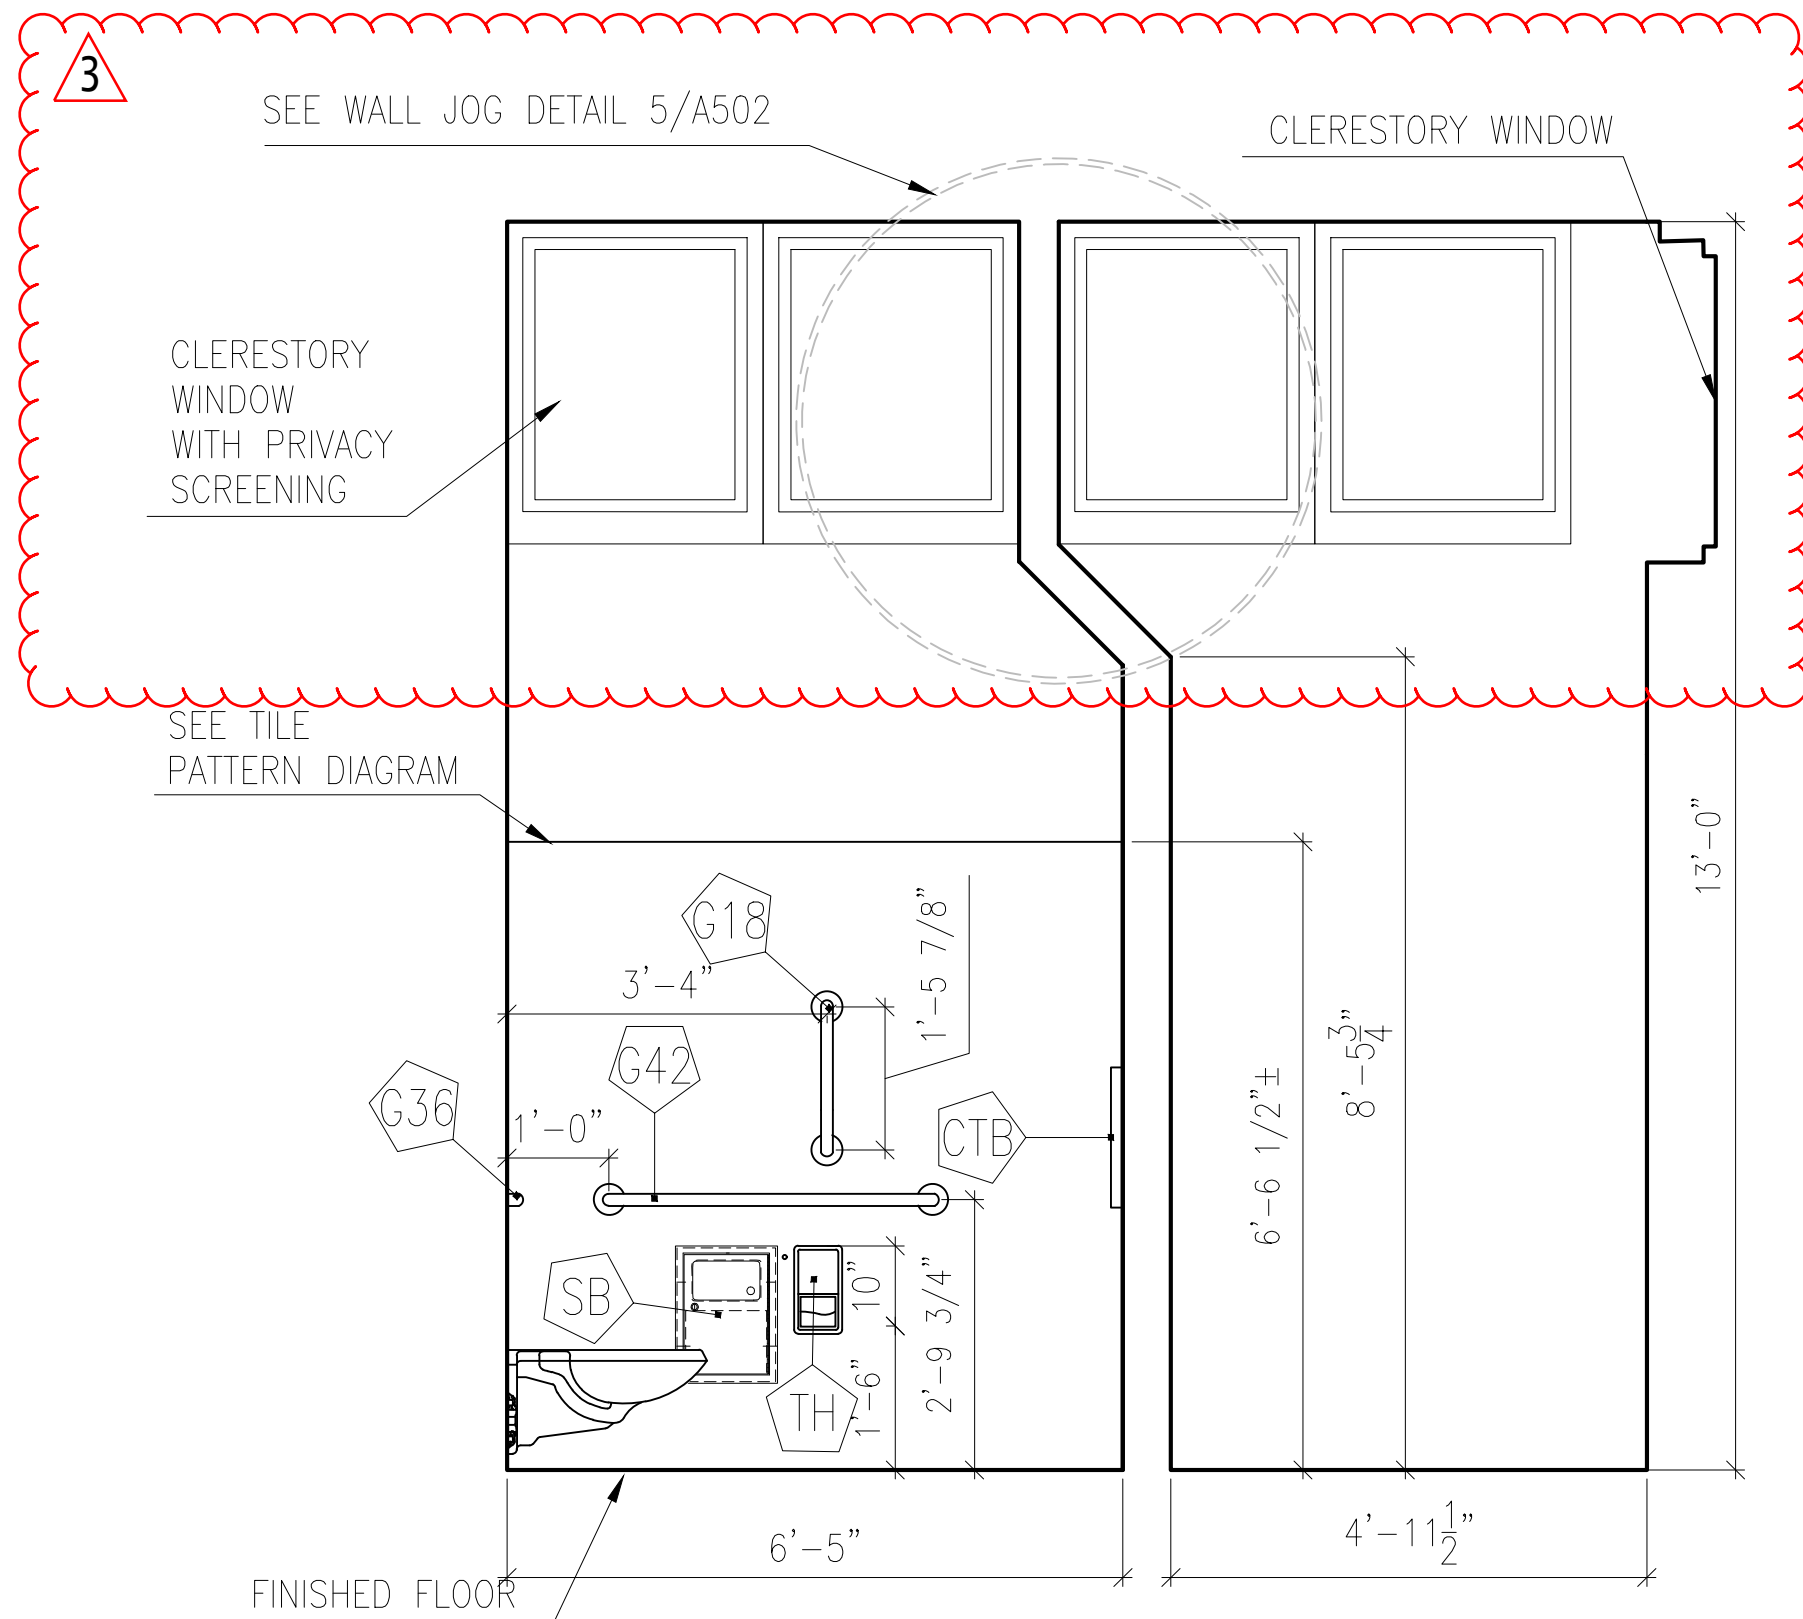 3
SEE WALL JOG DETAIL 5/A502
CLERESTORY WINDOW
CLERESTORY
WINDOW
WITH PRIVACY
SCREENING
SEE TILE
PATTERN DIAGRAM
13'-0"
G18
1'-5 7/8"
3'-4"
G42
G36
1'-0"
CTB
6'-6 1/2"±
8'-5 3/4"
SB
10"
2'-9 3/4"
TH
1'-6"
6'-5"
4'-11 1/2"
FINISHED FLOOR